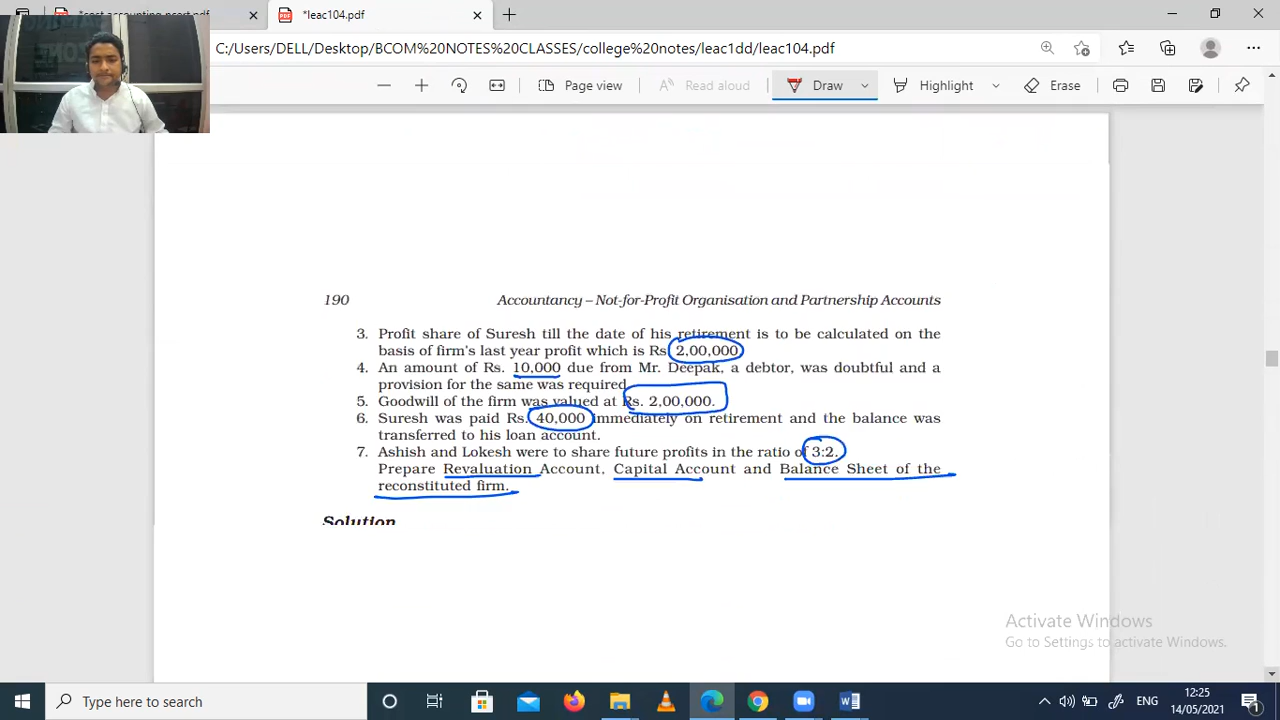 *leac104.pdf
C:/Users/DELL/Desktop/BCOM%20NOTES%20CLASSES/college%20notes/leac1dd/leac104.pdf
Page view
Read aloud
Draw
Highlight
Erase
190 Accountancy – Not-for-Profit Organisation and Partnership Accounts
3. Profit share of Suresh till the date of his retirement is to be calculated on the
basis of firm's last year profit which is Rs 2,00,000
4. An amount of Rs. 10,000 due from Mr. Deepak, a debtor, was doubtful and a
provision for the same was required
5. Goodwill of the firm was valued at Rs. 2,00,000.
6. Suresh was paid Rs. 40,000 immediately on retirement and the balance was
transferred to his loan account.
7. Ashish and Lokesh were to share future profits in the ratio of 3:2.
Prepare Revaluation Account, Capital Account and Balance Sheet of the
reconstituted firm.
Solution
Activate Windows
Go to Settings to activate Windows.
Type here to search
ENG
12:25
14/05/2021